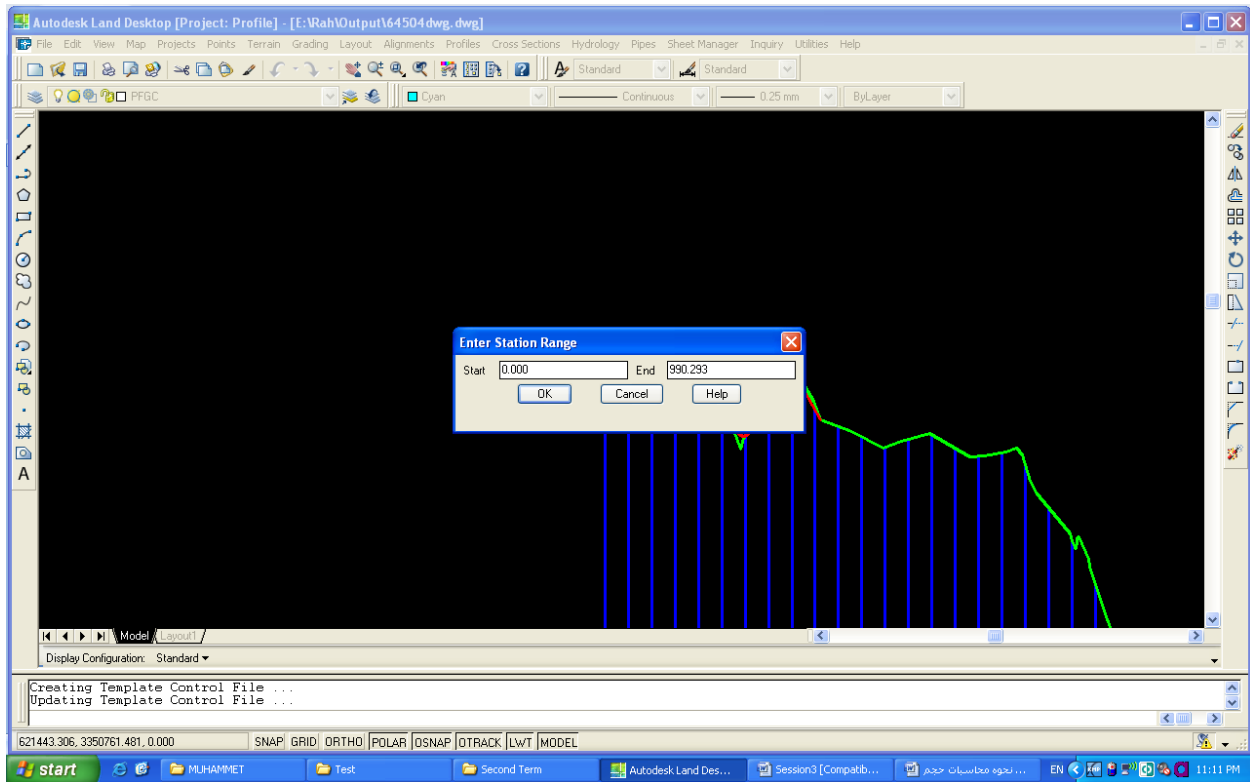 Autodesk Land Desktop [Project: Profile] - [E:\Rah\Output\64504dwg.dwg]
File Edit View Map Projects Points Terrain Grading Layout Alignments Profiles Cross Sections Hydrology Pipes Sheet Manager Inquiry Utilities Help
Standard Standard
PFGC Cyan Continuous 0.25 mm ByLayer
Enter Station Range
Start 0.000 End 990.293
OK Cancel Help
A
Model Layout1
Display Configuration: Standard
Creating Template Control File ...
Updating Template Control File ...
621443.306, 3350761.481, 0.000 SNAP GRID ORTHO POLAR OSNAP OTRACK LWT MODEL
start MUHAMMET Test Second Term Autodesk Land Des... Session3 [Compatib... نحوه محاسبات حجم ... EN 11:11 PM